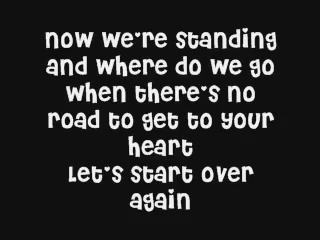 now we're standing
and where do we go
when there's no
road to get to your
heart
Let's start over
again